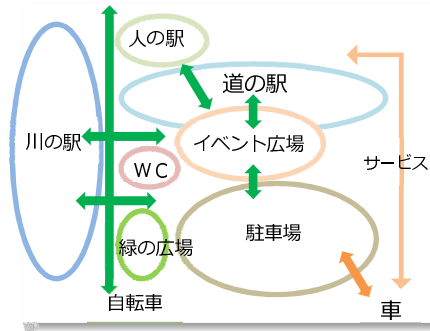 人の駅
道の駅
川の駅
イベント広場
サービス
ＷＣ
駐車場
緑の広場
自転車
車